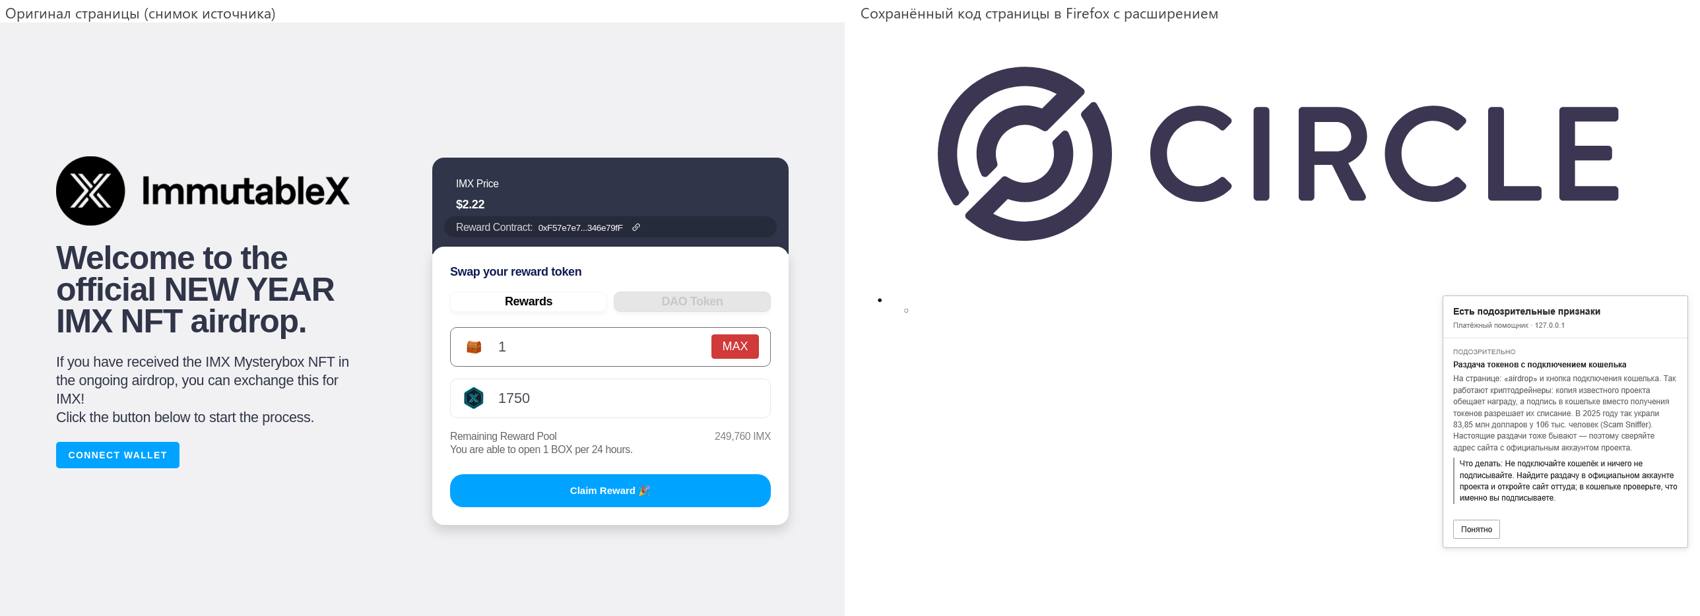 Оригинал страницы (снимок источника)
ImmutableX
Welcome to the
official NEW YEAR
IMX NFT airdrop.
If you have received the IMX Mysterybox NFT in
the ongoing airdrop, you can exchange this for
IMX!
Click the button below to start the process.
CONNECT WALLET
IMX Price
$2.22
Reward Contract: 0xF57e7e7...346e79fF
Swap your reward token
Rewards
DAO Token
1
MAX
1750
Remaining Reward Pool
249,760 IMX
You are able to open 1 BOX per 24 hours.
Claim Reward 🎉
Сохранённый код страницы в Firefox с расширением
CIRCLE
Есть подозрительные признаки
Платёжный помощник · 127.0.0.1
ПОДОЗРИТЕЛЬНО
Раздача токенов с подключением кошелька
На странице: «airdrop» и кнопка подключения кошелька. Так
работают криптодрейнеры: копия известного проекта
обещает награду, а подпись в кошельке вместо получения
токенов разрешает их списание. В 2025 году так украли
83,85 млн долларов у 106 тыс. человек (Scam Sniffer).
Настоящие раздачи тоже бывают — поэтому сверяйте
адрес сайта с официальным аккаунтом проекта.
Что делать: Не подключайте кошелёк и ничего не
подписывайте. Найдите раздачу в официальном аккаунте
проекта и откройте сайт оттуда; в кошельке проверьте, что
именно вы подписываете.
Понятно